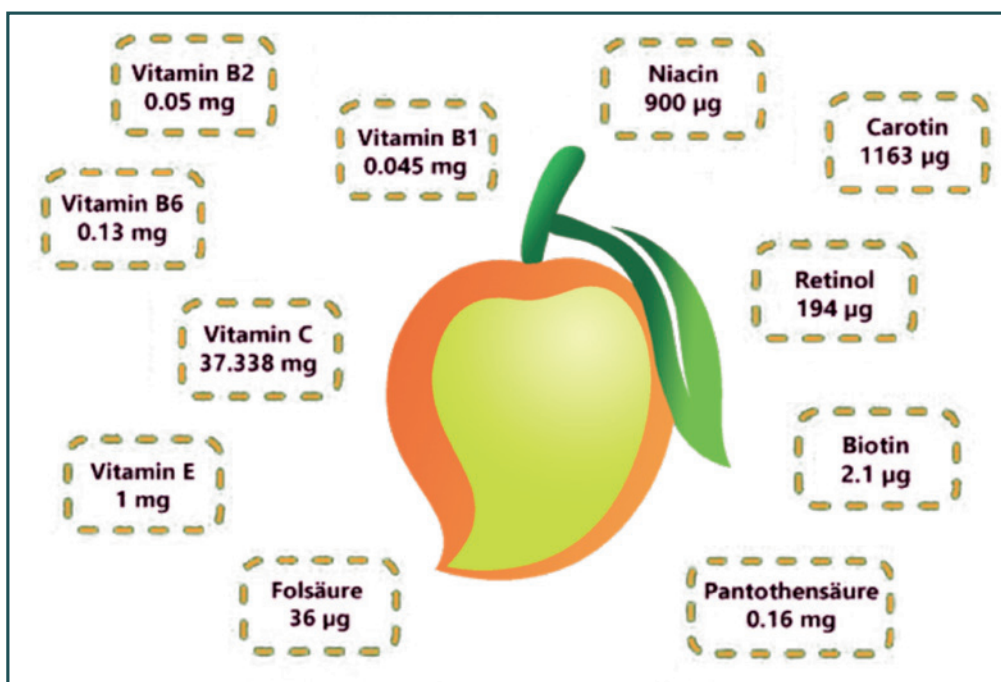 Vitamin B2
0.05 mg
Niacin
900 µg
Vitamin B1
0.045 mg
Carotin
1163 µg
Vitamin B6
0.13 mg
Retinol
194 µg
Vitamin C
37.338 mg
Biotin
2.1 µg
Vitamin E
1 mg
Folsäure
36 µg
Pantothensäure
0.16 mg